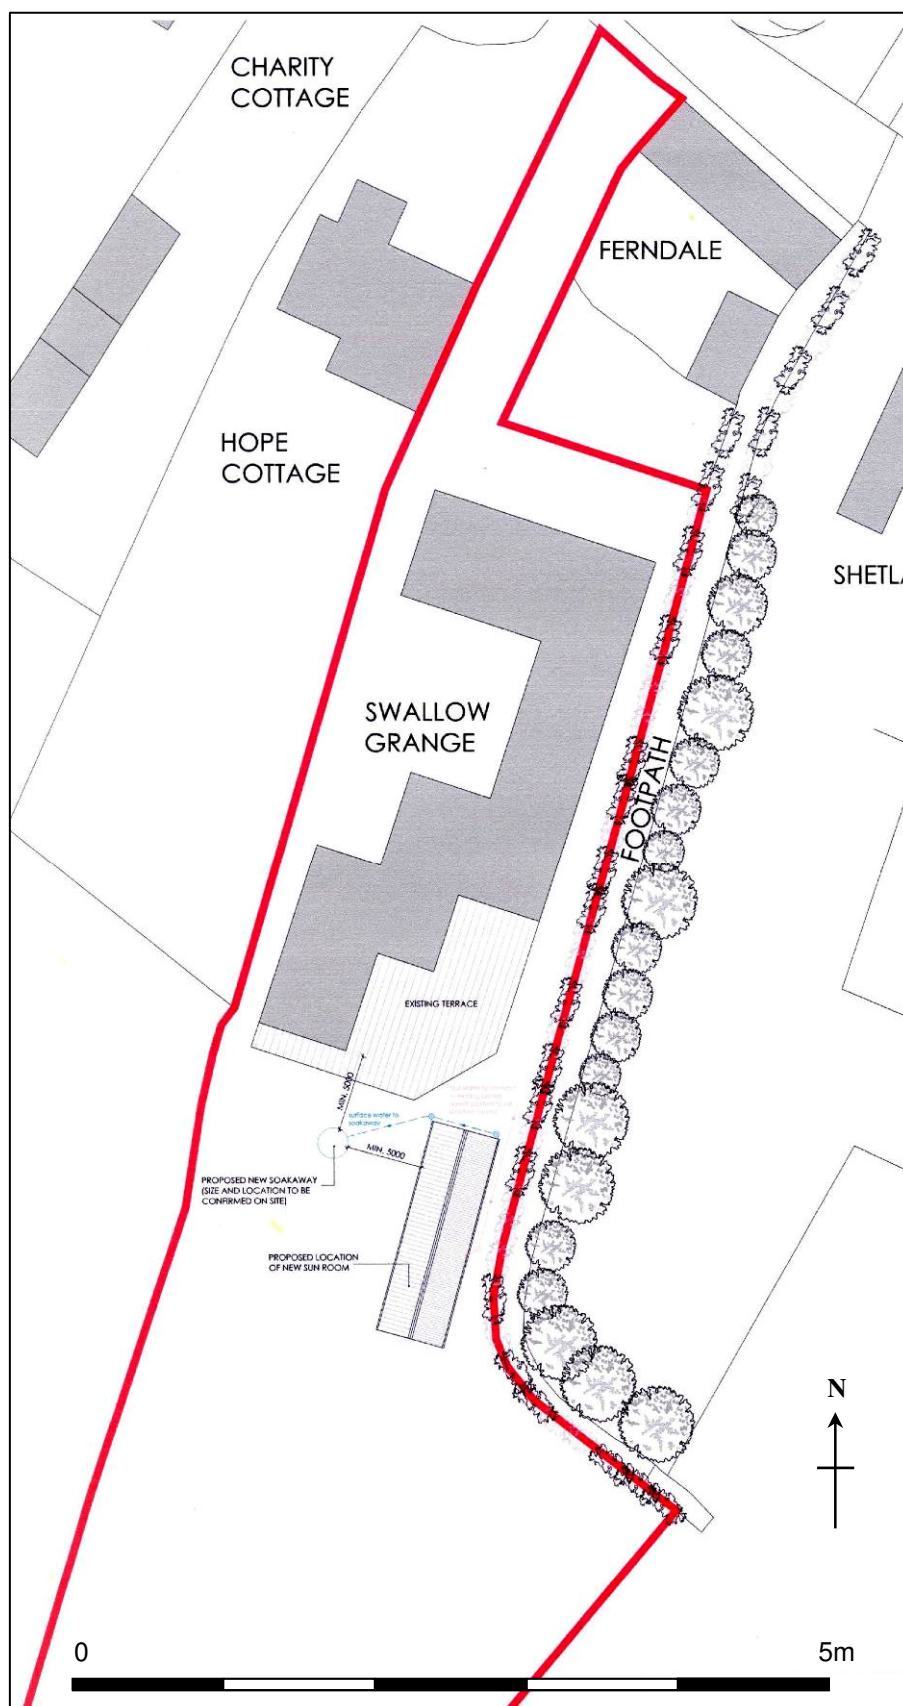 CHARITY
COTTAGE
FERNDALE
HOPE
COTTAGE
SHETLA
SWALLOW
GRANGE
FOOTPATH
EXISTING TERRACE
MIN. 5000
surface water to
soakaway
MIN. 5000
PROPOSED NEW SOAKAWAY
(SIZE AND LOCATION TO BE
CONFIRMED ON SITE)
PROPOSED LOCATION
OF NEW SUN ROOM
N
0
5m